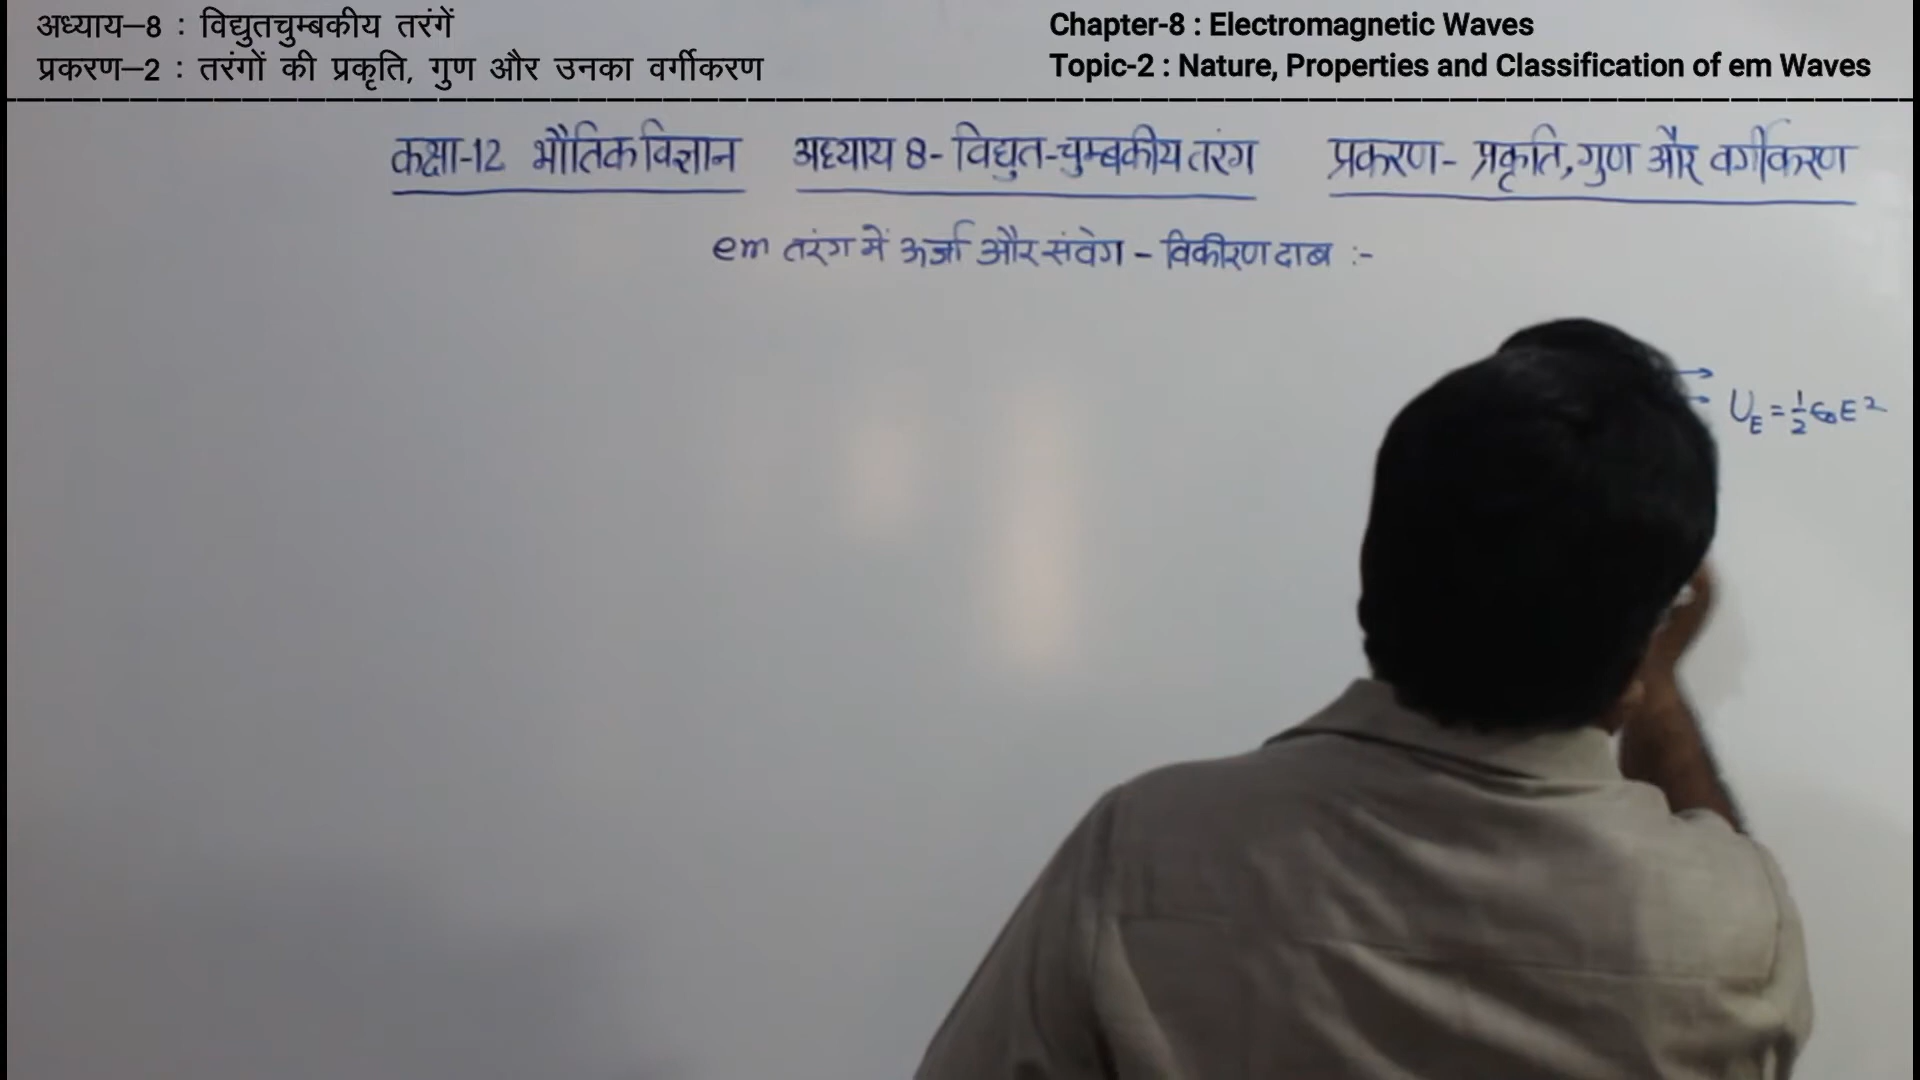 अध्याय–8 : विद्युतचुम्बकीय तरंगें
प्रकरण–2 : तरंगों की प्रकृति, गुण और उनका वर्गीकरण
Chapter-8 : Electromagnetic Waves
Topic-2 : Nature, Properties and Classification of em Waves
कक्षा-12 भौतिक विज्ञान अध्याय 8- विद्युत-चुम्बकीय तरंग प्रकरण- प्रकृति, गुण और वर्गीकरण
em तरंग में ऊर्जा और संवेग - विकीरण दाब :-
U_E = 1/2 ε₀E²